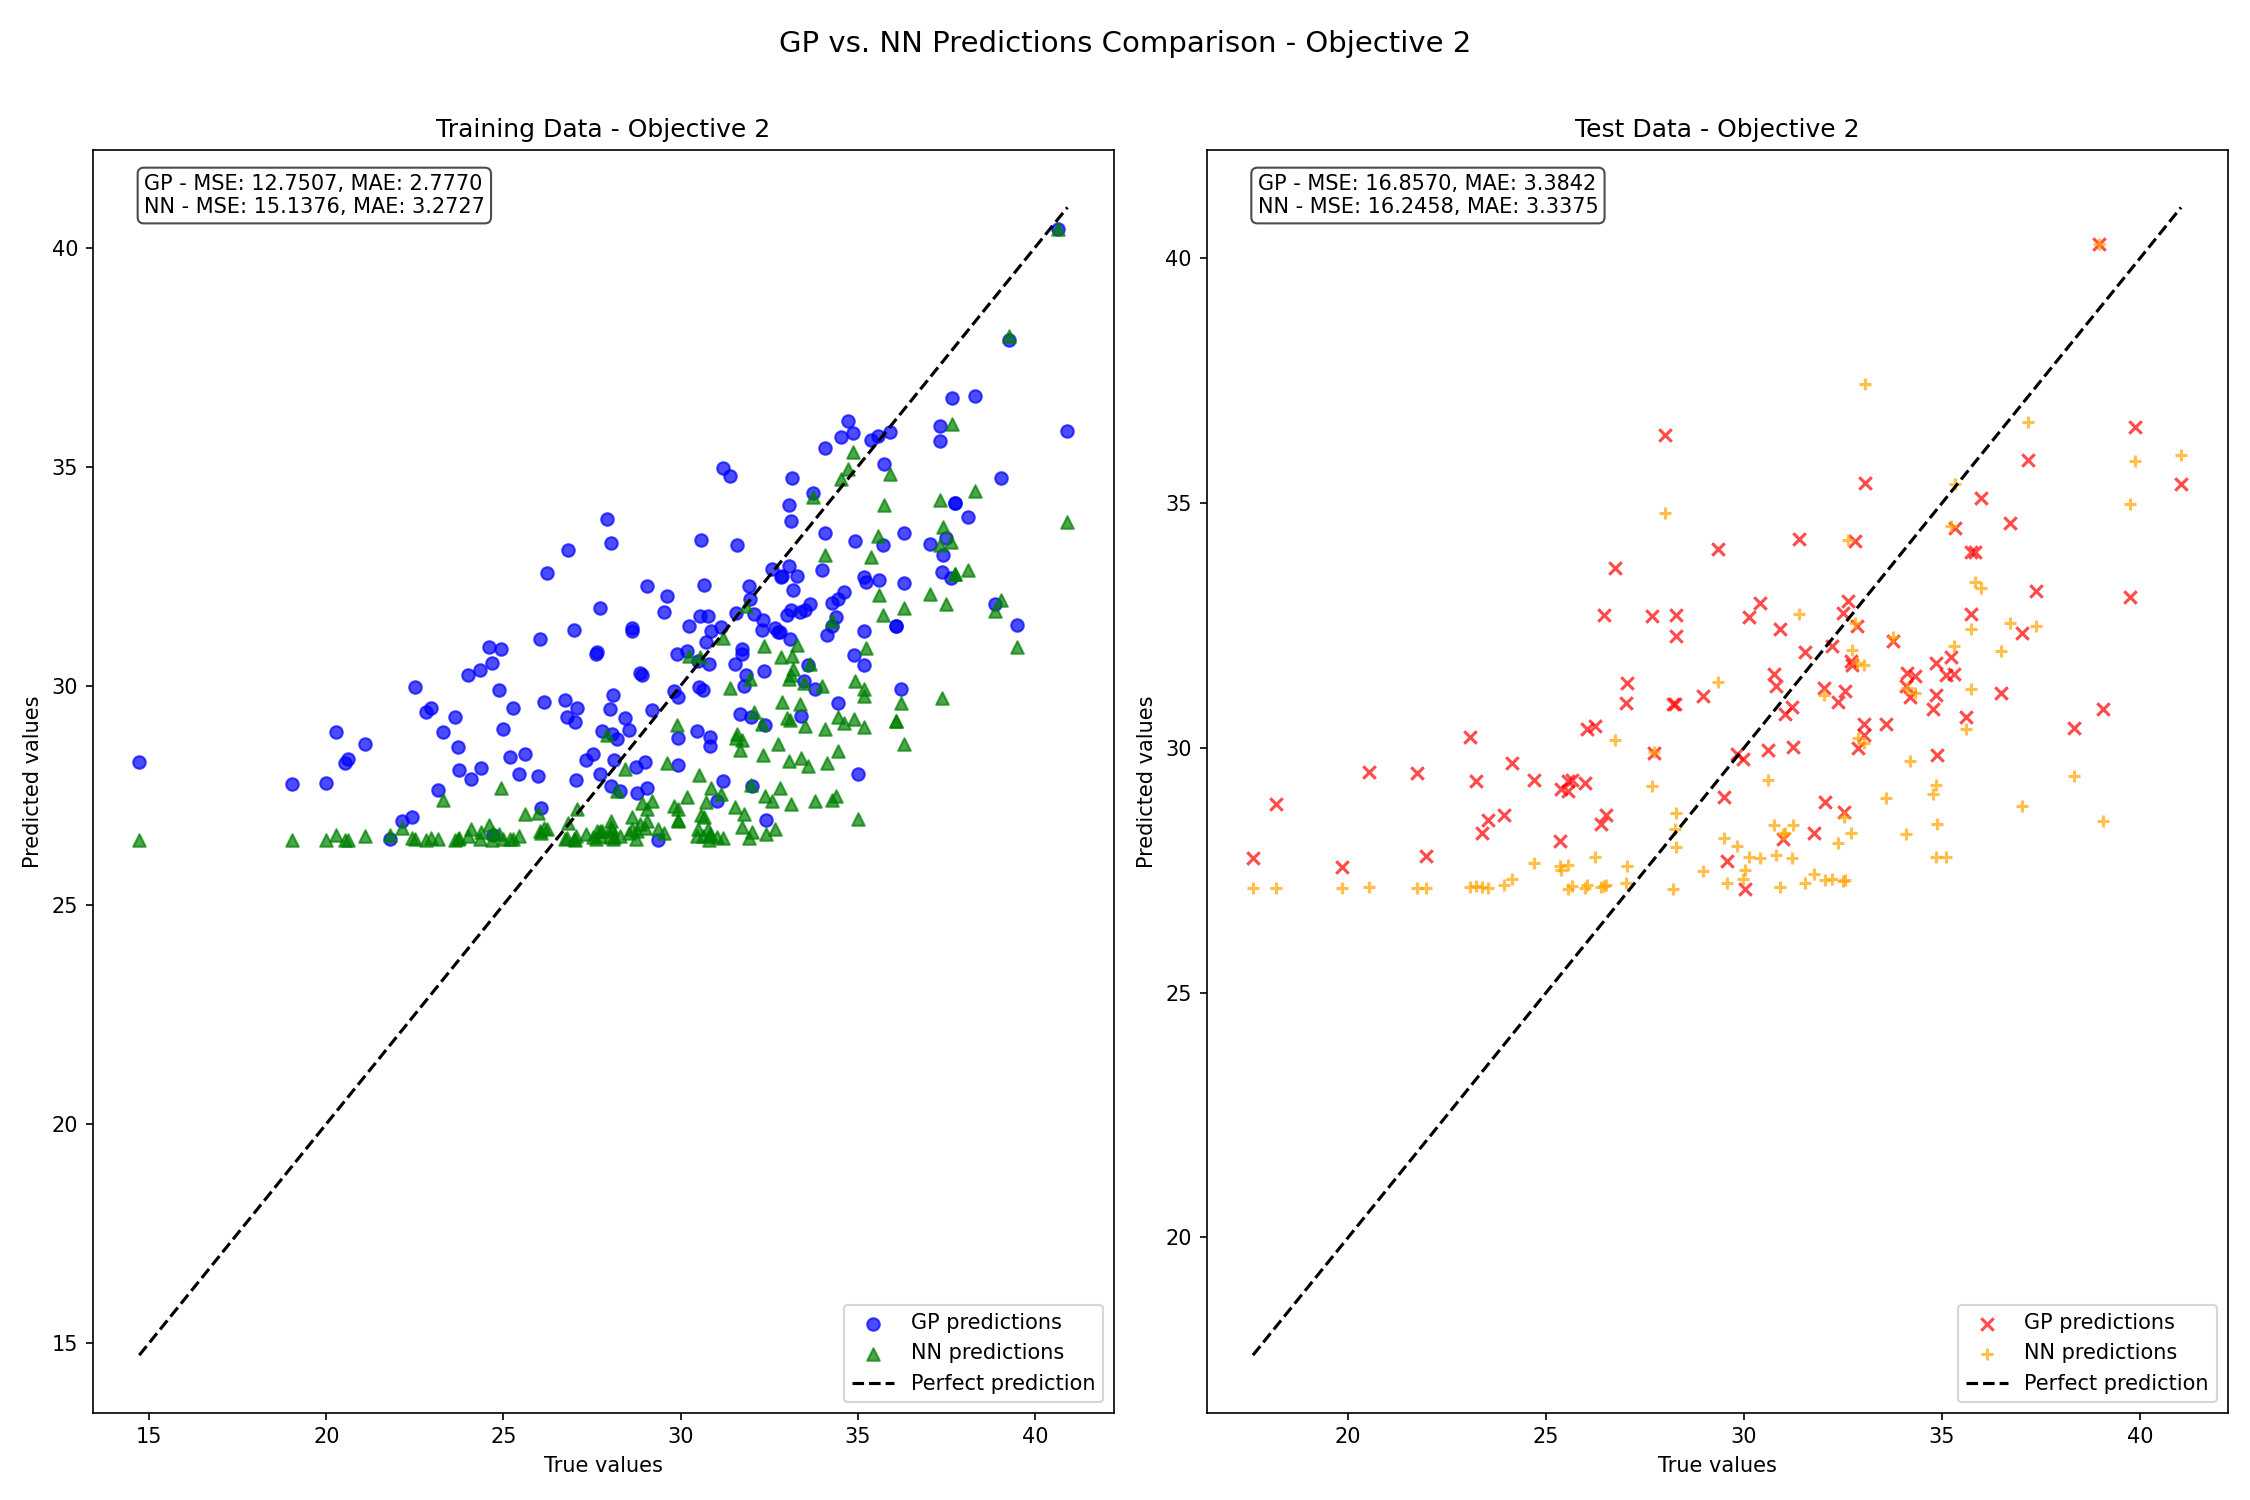 GP vs. NN Predictions Comparison - Objective 2
Training Data - Objective 2
GP - MSE: 12.7507, MAE: 2.7770
NN - MSE: 15.1376, MAE: 3.2727
40
35
30
25
20
15
Predicted values
15
20
25
30
35
40
True values
GP predictions
NN predictions
Perfect prediction
Test Data - Objective 2
GP - MSE: 16.8570, MAE: 3.3842
NN - MSE: 16.2458, MAE: 3.3375
40
35
30
25
20
Predicted values
20
25
30
35
40
True values
GP predictions
NN predictions
Perfect prediction